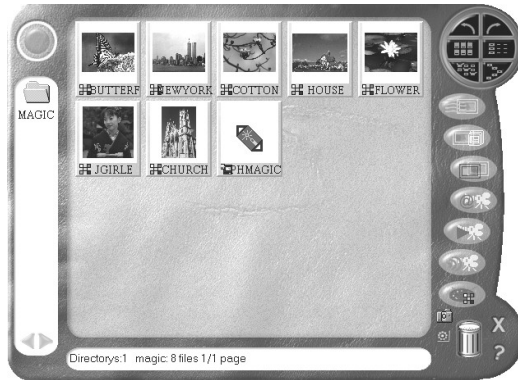 BUTTERF EWYORK COTTON HOUSE FLOWER
MAGIC
JGIRLE CHURCH PHMAGIC
X
?
Directorys:1 magic: 8 files 1/1 page